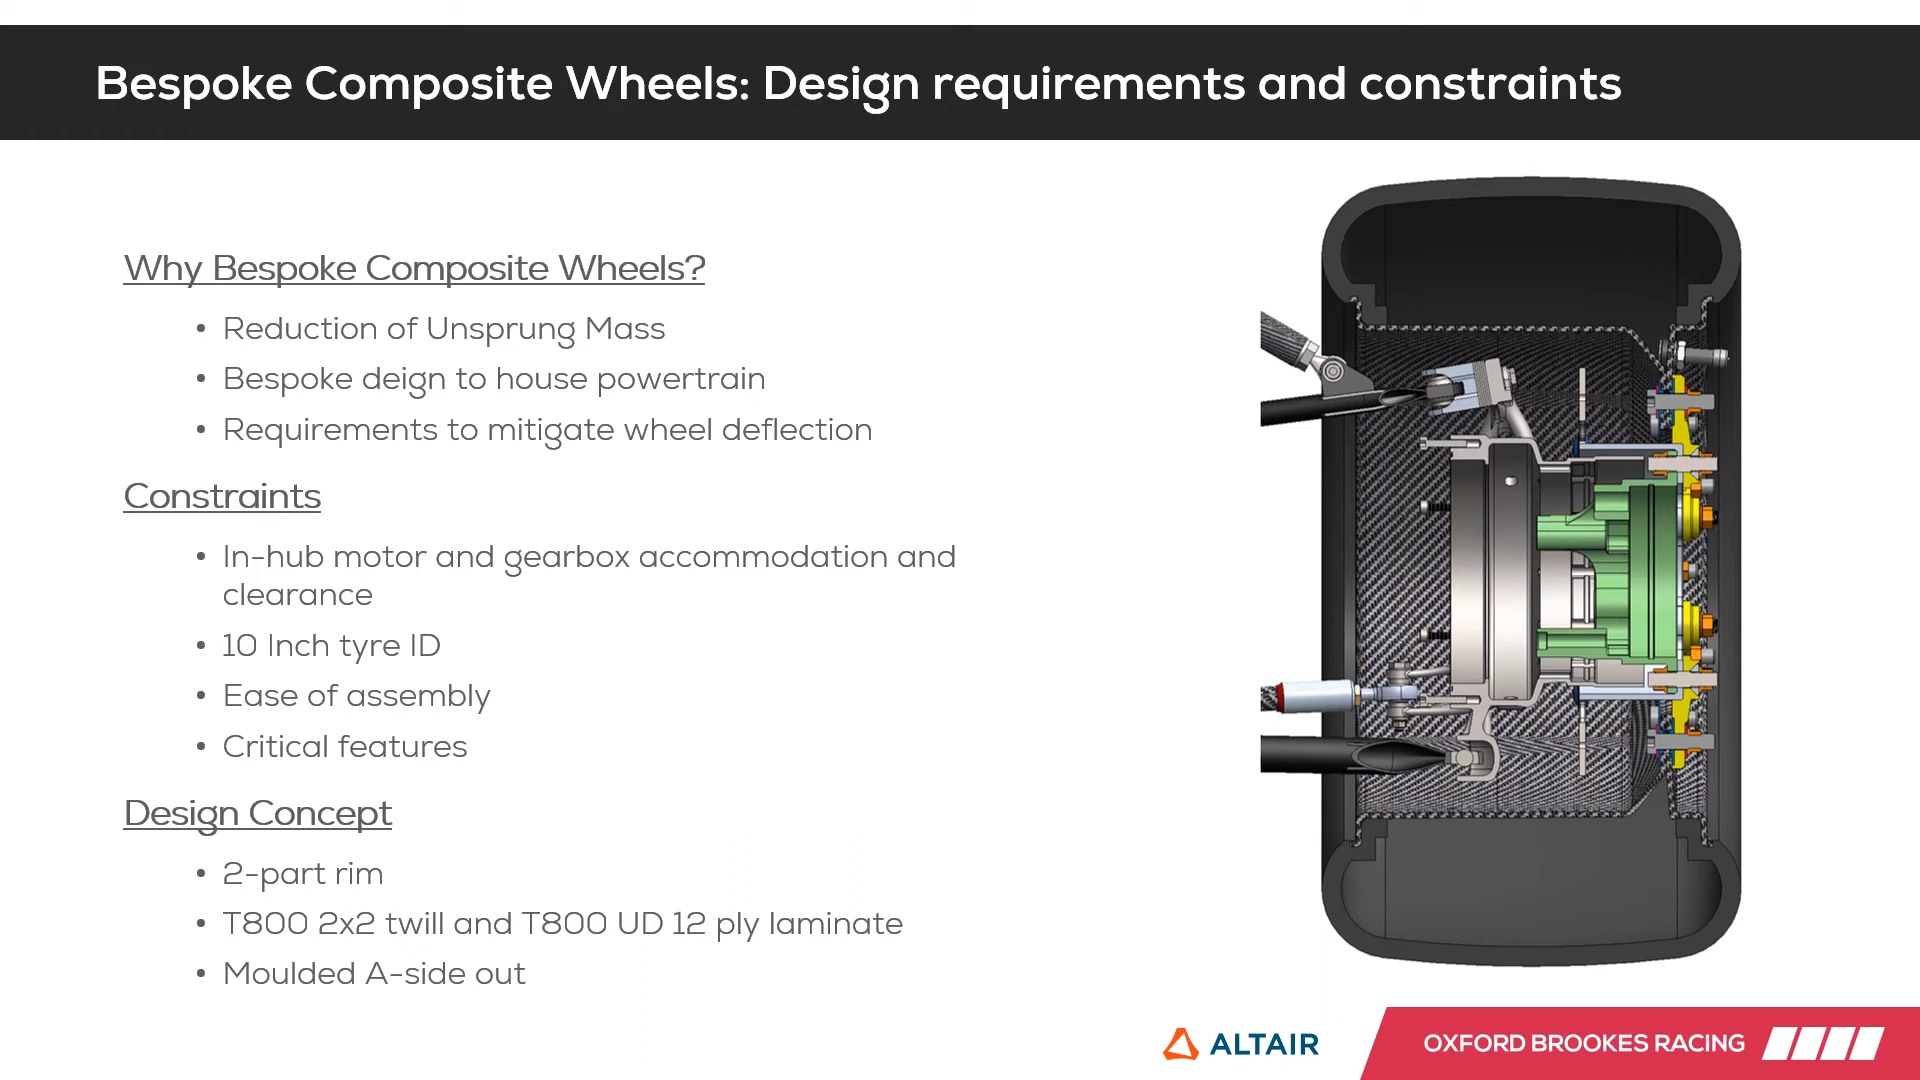 Bespoke Composite Wheels: Design requirements and constraints
Why Bespoke Composite Wheels?
• Reduction of Unsprung Mass
• Bespoke deign to house powertrain
• Requirements to mitigate wheel deflection
Constraints
• In-hub motor and gearbox accommodation and
clearance
• 10 Inch tyre ID
• Ease of assembly
• Critical features
Design Concept
• 2-part rim
• T800 2x2 twill and T800 UD 12 ply laminate
• Moulded A-side out
ALTAIR
OXFORD BROOKES RACING